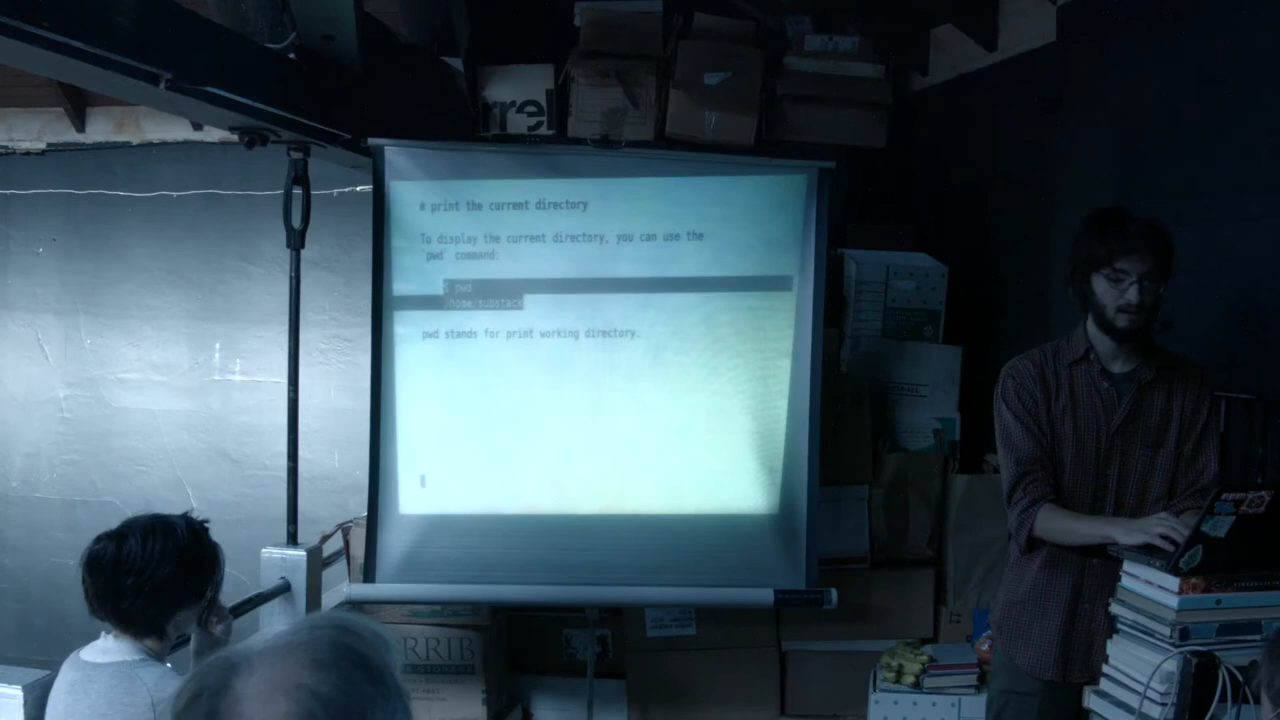 rrel
# print the current directory
To display the current directory, you can use the
`pwd` command:
$ pwd
/home/substack
pwd stands for print working directory.
RRIB